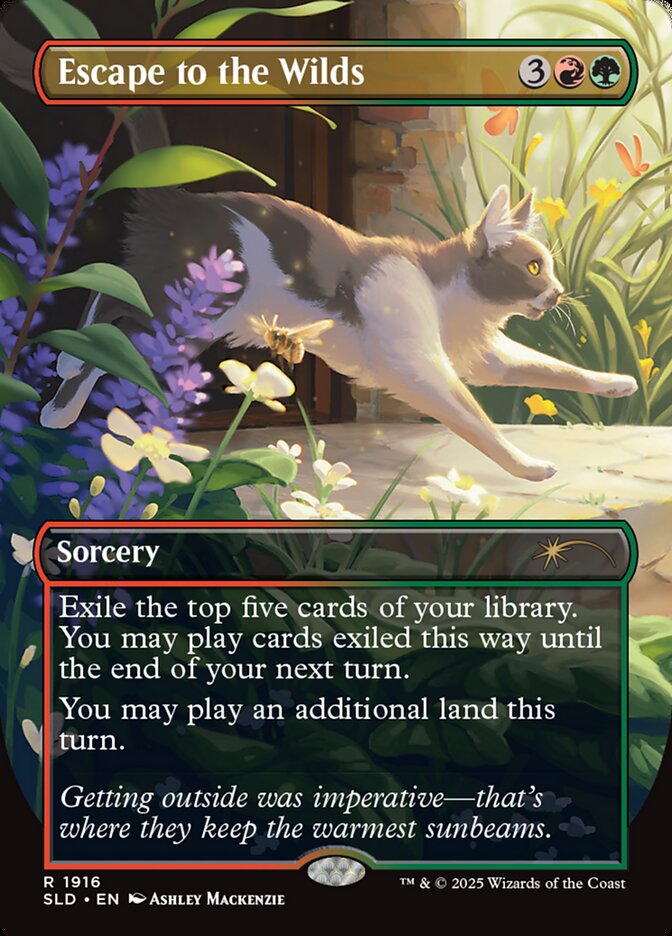 Escape to the Wilds 3
Sorcery
Exile the top five cards of your library.
You may play cards exiled this way until
the end of your next turn.
You may play an additional land this
turn.
Getting outside was imperative—that's
where they keep the warmest sunbeams.
R 1916
SLD • EN Ashley Mackenzie
™ & © 2025 Wizards of the Coast